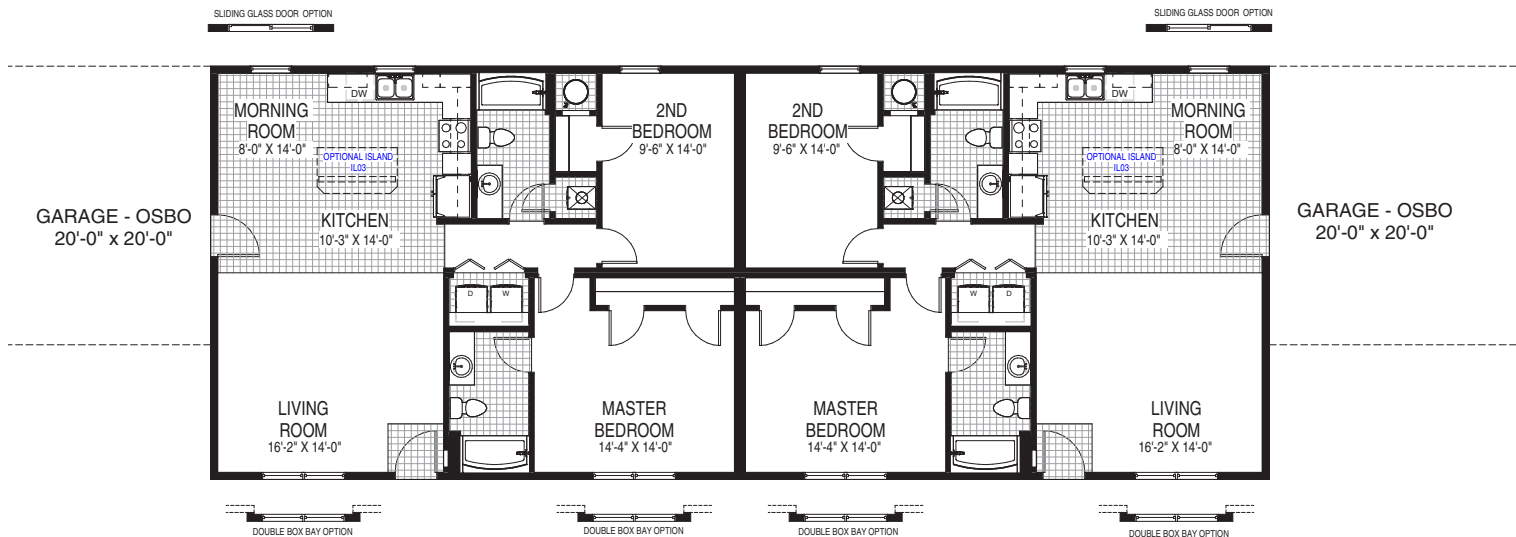 SLIDING GLASS DOOR OPTION
SLIDING GLASS DOOR OPTION
DW
MORNING
ROOM
8'-0" X 14'-0"
OPTIONAL ISLAND
IL03
KITCHEN
10'-3" X 14'-0"
2ND
BEDROOM
9'-6" X 14'-0"
2ND
BEDROOM
9'-6" X 14'-0"
DW
MORNING
ROOM
8'-0" X 14'-0"
OPTIONAL ISLAND
IL03
KITCHEN
10'-3" X 14'-0"
GARAGE - OSBO
20'-0" x 20'-0"
GARAGE - OSBO
20'-0" x 20'-0"
D W
W D
LIVING
ROOM
16'-2" X 14'-0"
MASTER
BEDROOM
14'-4" X 14'-0"
MASTER
BEDROOM
14'-4" X 14'-0"
LIVING
ROOM
16'-2" X 14'-0"
DOUBLE BOX BAY OPTION
DOUBLE BOX BAY OPTION
DOUBLE BOX BAY OPTION
DOUBLE BOX BAY OPTION